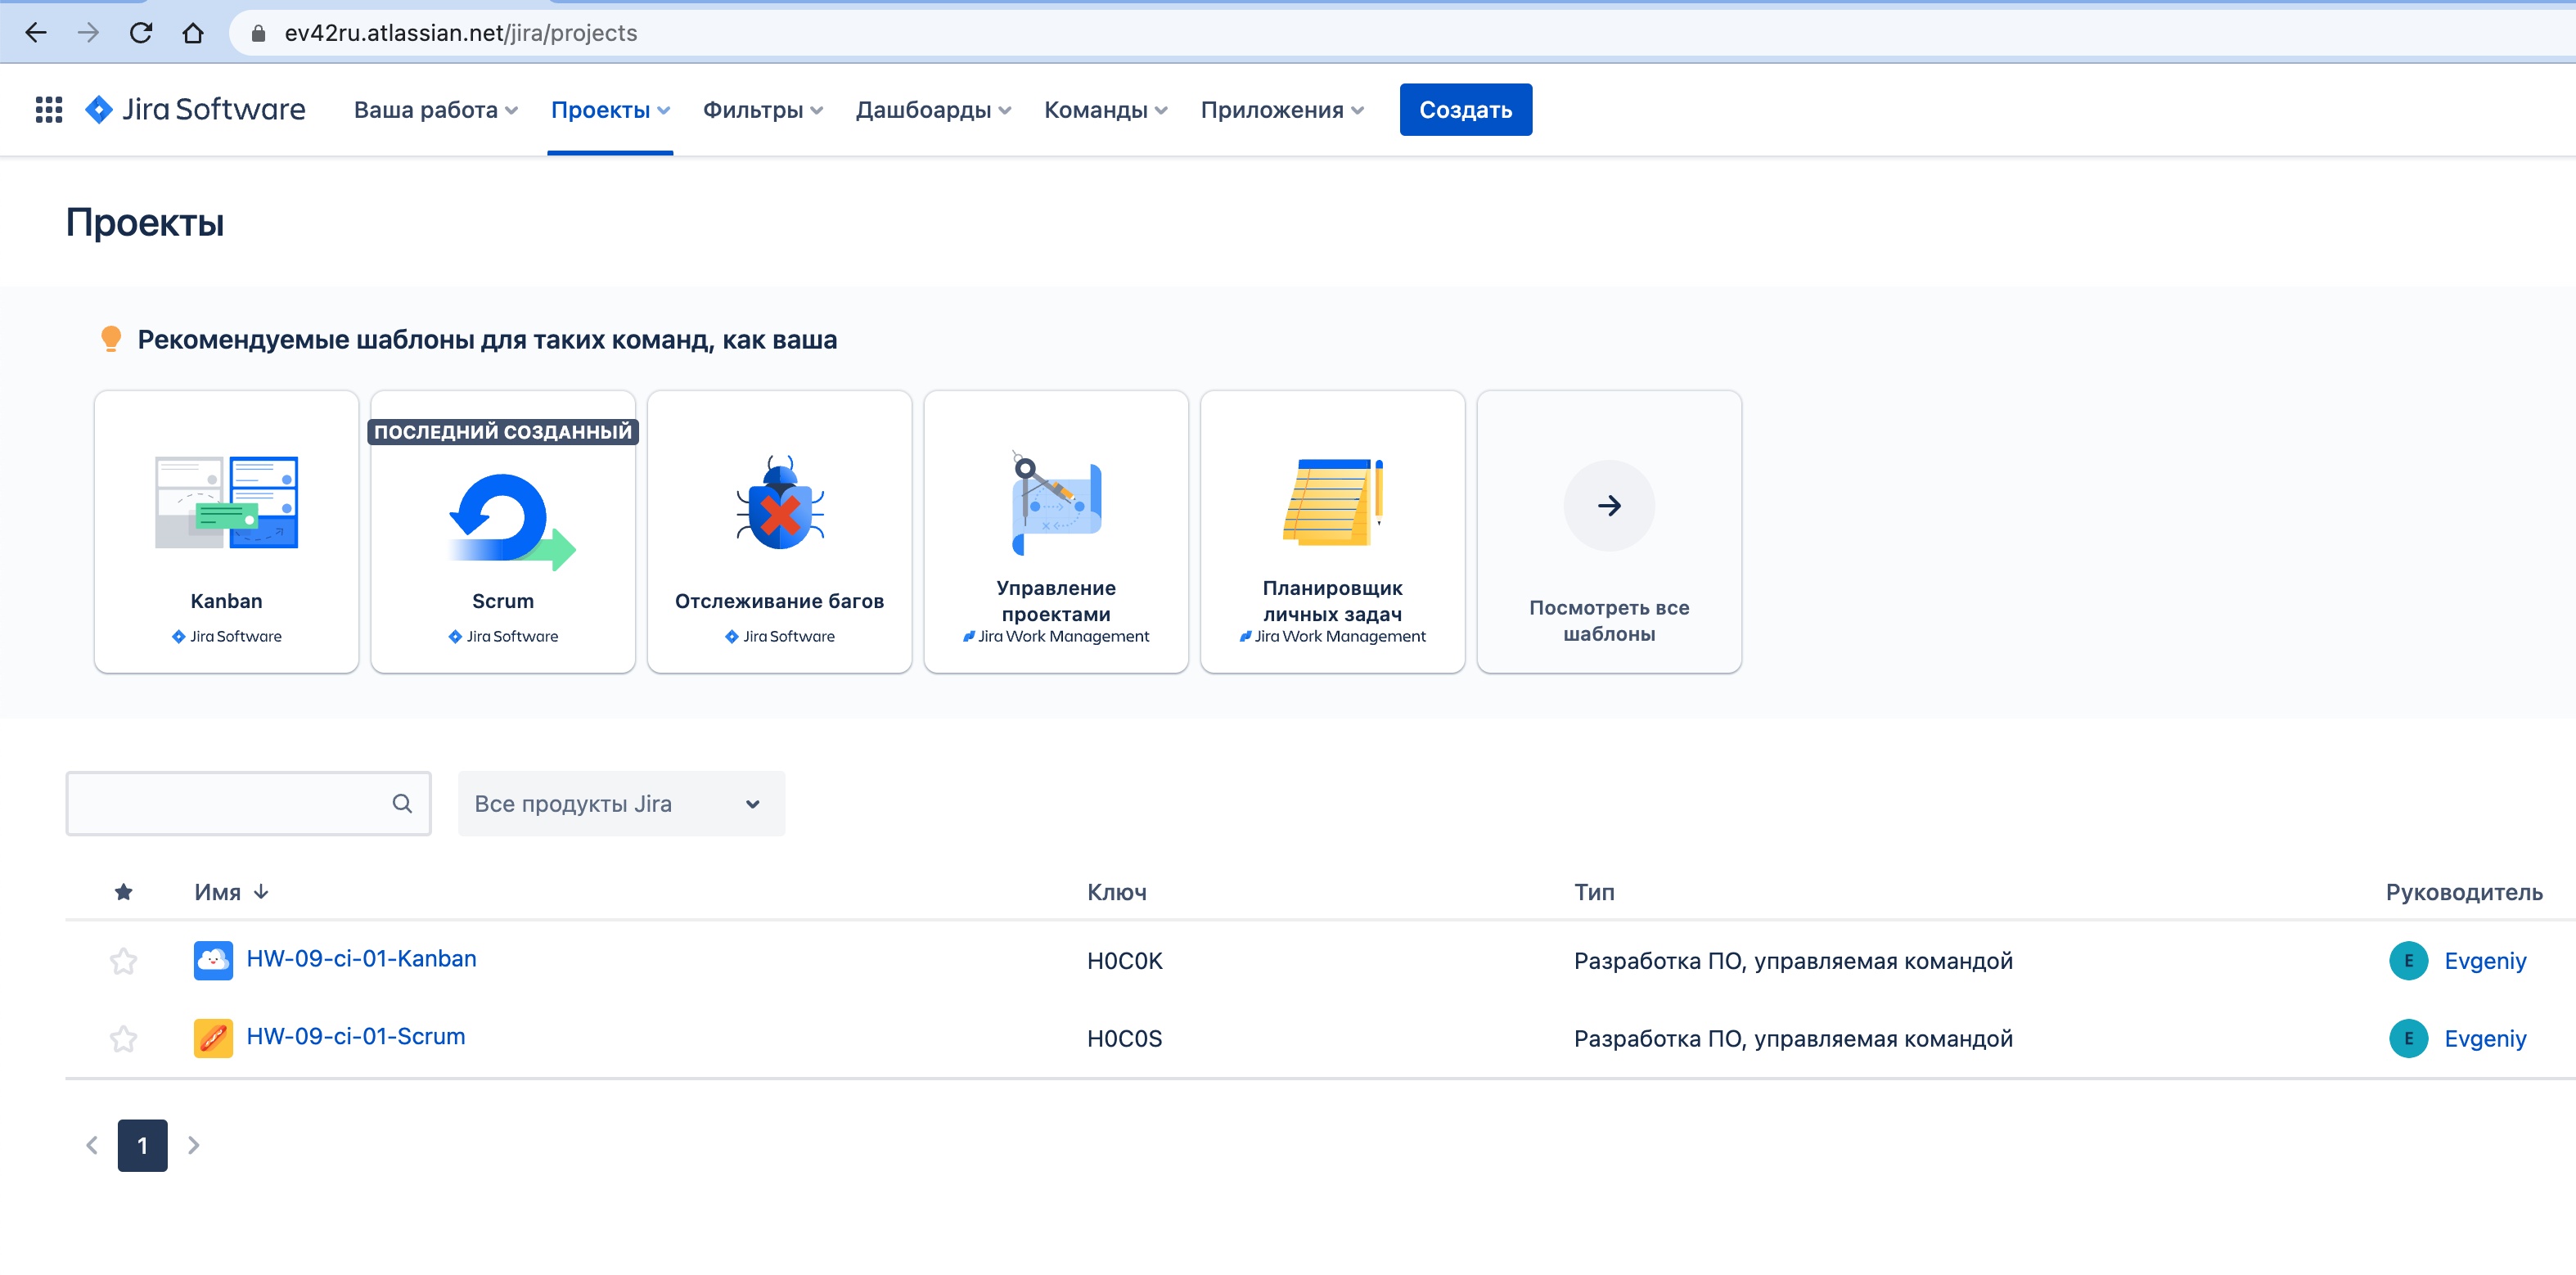 ev42ru.atlassian.net/jira/projects
Jira Software Ваша работа Проекты Фильтры Дашбоарды Команды Приложения Создать
Проекты
Рекомендуемые шаблоны для таких команд, как ваша
Kanban
Jira Software
ПОСЛЕДНИЙ СОЗДАННЫЙ
Scrum
Jira Software
Отслеживание багов
Jira Software
Управление
проектами
Jira Work Management
Планировщик
личных задач
Jira Work Management
Посмотреть все
шаблоны
Все продукты Jira
Имя Ключ Тип Руководитель
HW-09-ci-01-Kanban H0C0K Разработка ПО, управляемая командой E Evgeniy
HW-09-ci-01-Scrum H0C0S Разработка ПО, управляемая командой E Evgeniy
1